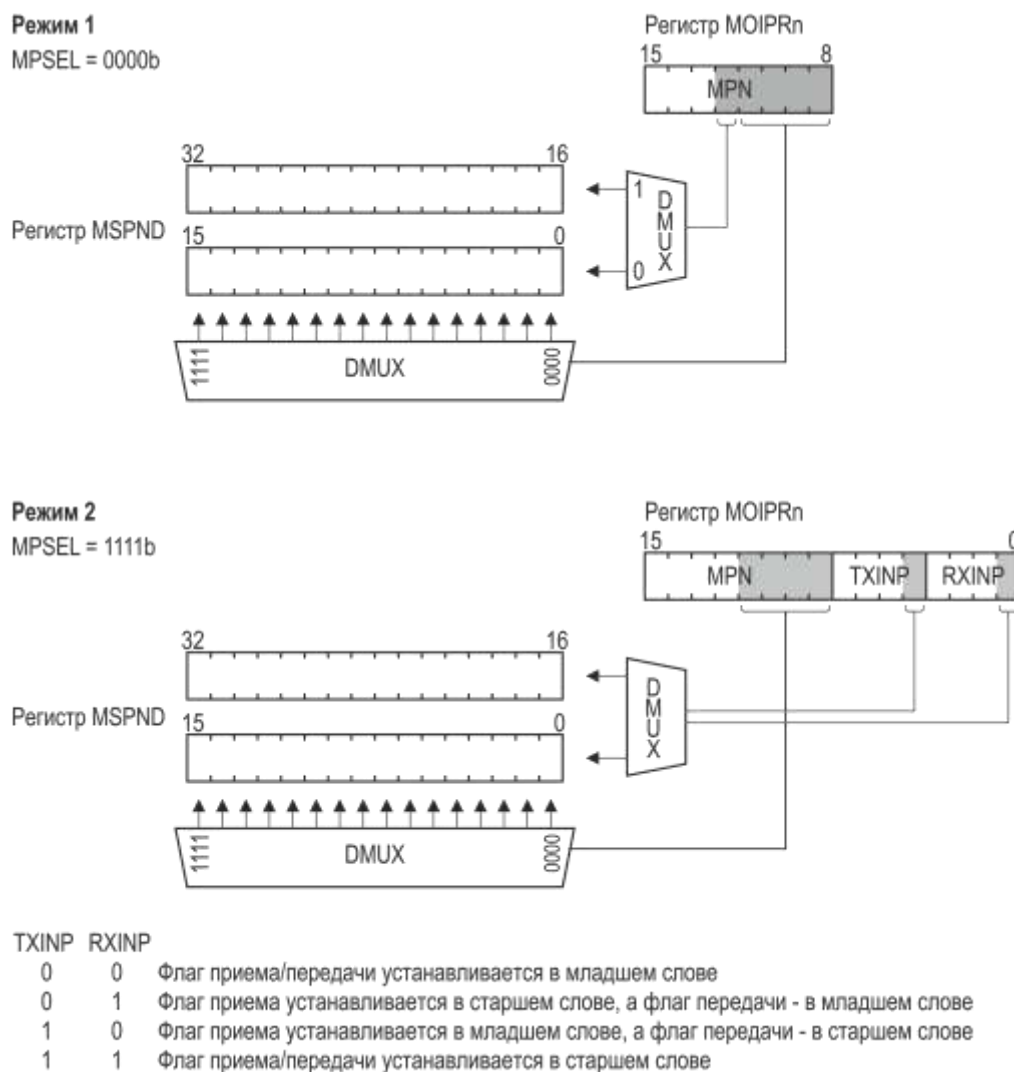 Режим 1
MPSEL = 0000b
Регистр MOIPRn
15 8
MPN
32 16
Регистр MSPND
15 0
1 DMUX 0
1111 DMUX 0000
Режим 2
MPSEL = 1111b
Регистр MOIPRn
15 0
MPN TXINP RXINP
32 16
Регистр MSPND
15 0
DMUX
1111 DMUX 0000
TXINP RXINP
0 0 Флаг приема/передачи устанавливается в младшем слове
0 1 Флаг приема устанавливается в старшем слове, а флаг передачи - в младшем слове
1 0 Флаг приема устанавливается в младшем слове, а флаг передачи - в старшем слове
1 1 Флаг приема/передачи устанавливается в старшем слове